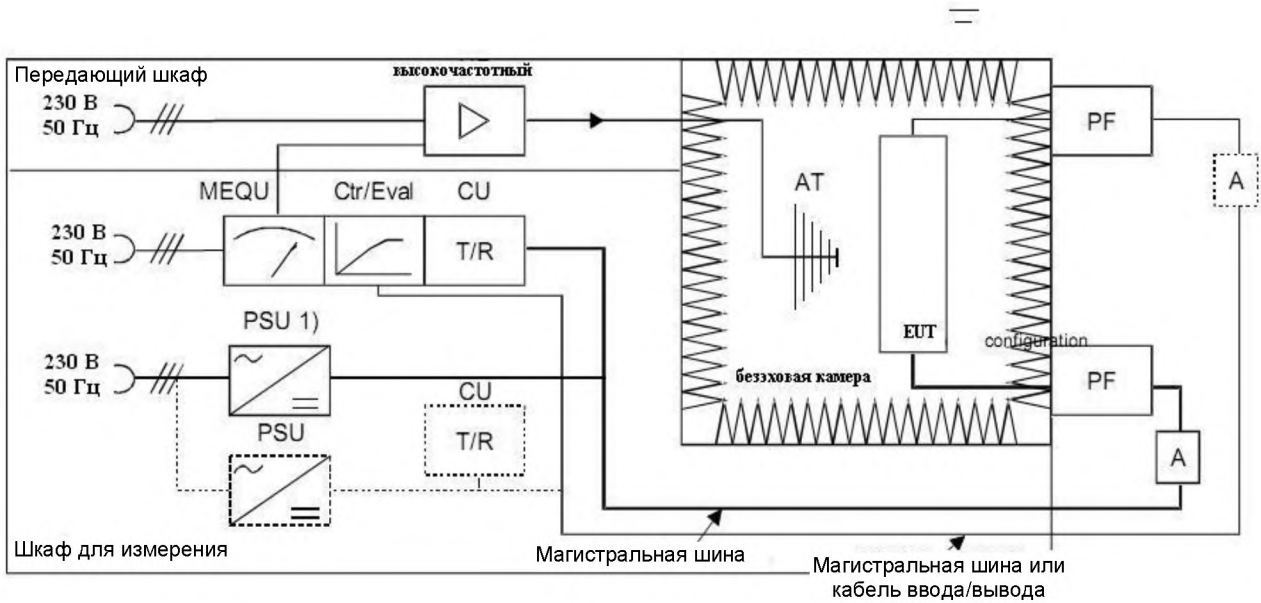 Передающий шкаф
высокочастотный
230 В
50 Гц
PF
A
AT
MEQU
Ctr/Eval
CU
230 В
50 Гц
T/R
PSU 1)
EUT
configuration
230 В
50 Гц
безэховая камера
PF
CU
PSU
T/R
A
Шкаф для измерения
Магистральная шина
Магистральная шина или
кабель ввода/вывода